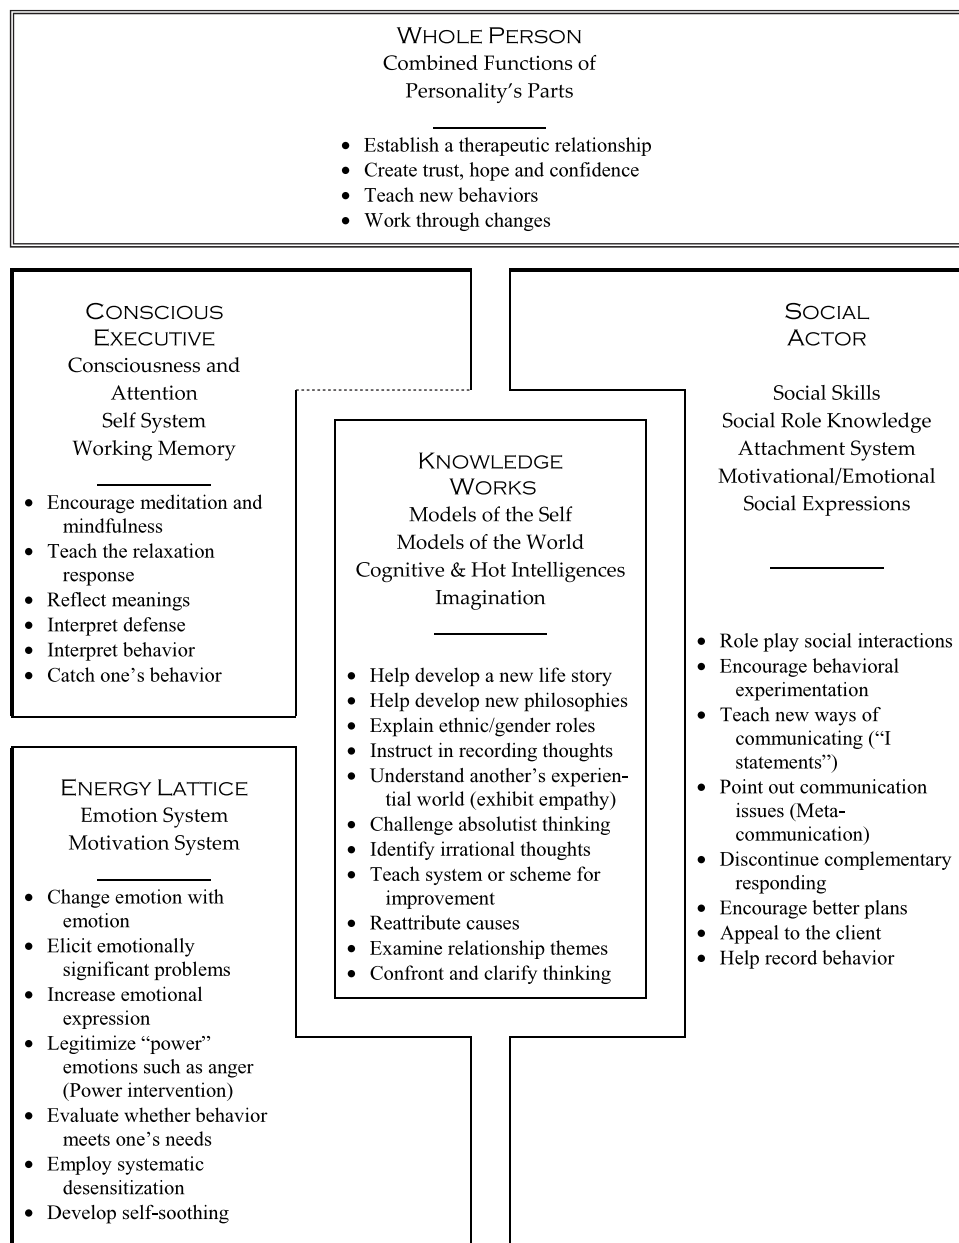 WHOLE PERSON
Combined Functions of
Personality's Parts
• Establish a therapeutic relationship
• Create trust, hope and confidence
• Teach new behaviors
• Work through changes
CONSCIOUS
EXECUTIVE
Consciousness and
Attention
Self System
Working Memory
• Encourage meditation and
mindfulness
• Teach the relaxation
response
• Reflect meanings
• Interpret defense
• Interpret behavior
• Catch one's behavior
ENERGY LATTICE
Emotion System
Motivation System
• Change emotion with
emotion
• Elicit emotionally
significant problems
• Increase emotional
expression
• Legitimize “power”
emotions such as anger
(Power intervention)
• Evaluate whether behavior
meets one's needs
• Employ systematic
desensitization
• Develop self-soothing
KNOWLEDGE
WORKS
Models of the Self
Models of the World
Cognitive & Hot Intelligences
Imagination
• Help develop a new life story
• Help develop new philosophies
• Explain ethnic/gender roles
• Instruct in recording thoughts
• Understand another's experien-
tial world (exhibit empathy)
• Challenge absolutist thinking
• Identify irrational thoughts
• Teach system or scheme for
improvement
• Reattribute causes
• Examine relationship themes
• Confront and clarify thinking
SOCIAL
ACTOR
Social Skills
Social Role Knowledge
Attachment System
Motivational/Emotional
Social Expressions
• Role play social interactions
• Encourage behavioral
experimentation
• Teach new ways of
communicating (“I
statements”)
• Point out communication
issues (Meta-
communication)
• Discontinue complementary
responding
• Encourage better plans
• Appeal to the client
• Help record behavior